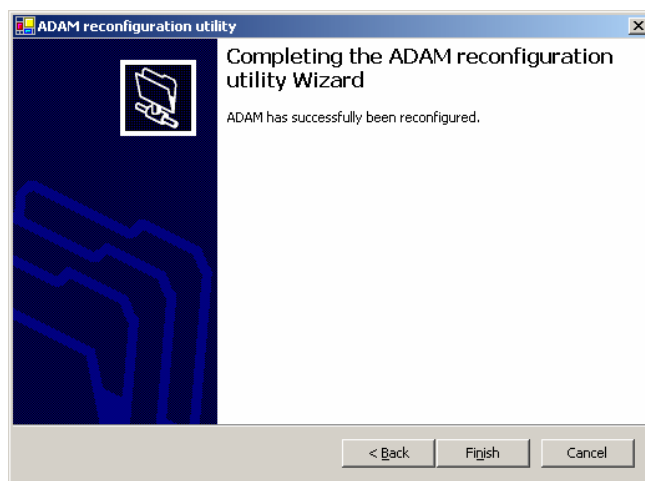 ADAM reconfiguration utility
Completing the ADAM reconfiguration
utility Wizard
ADAM has successfully been reconfigured.
< Back
Finish
Cancel